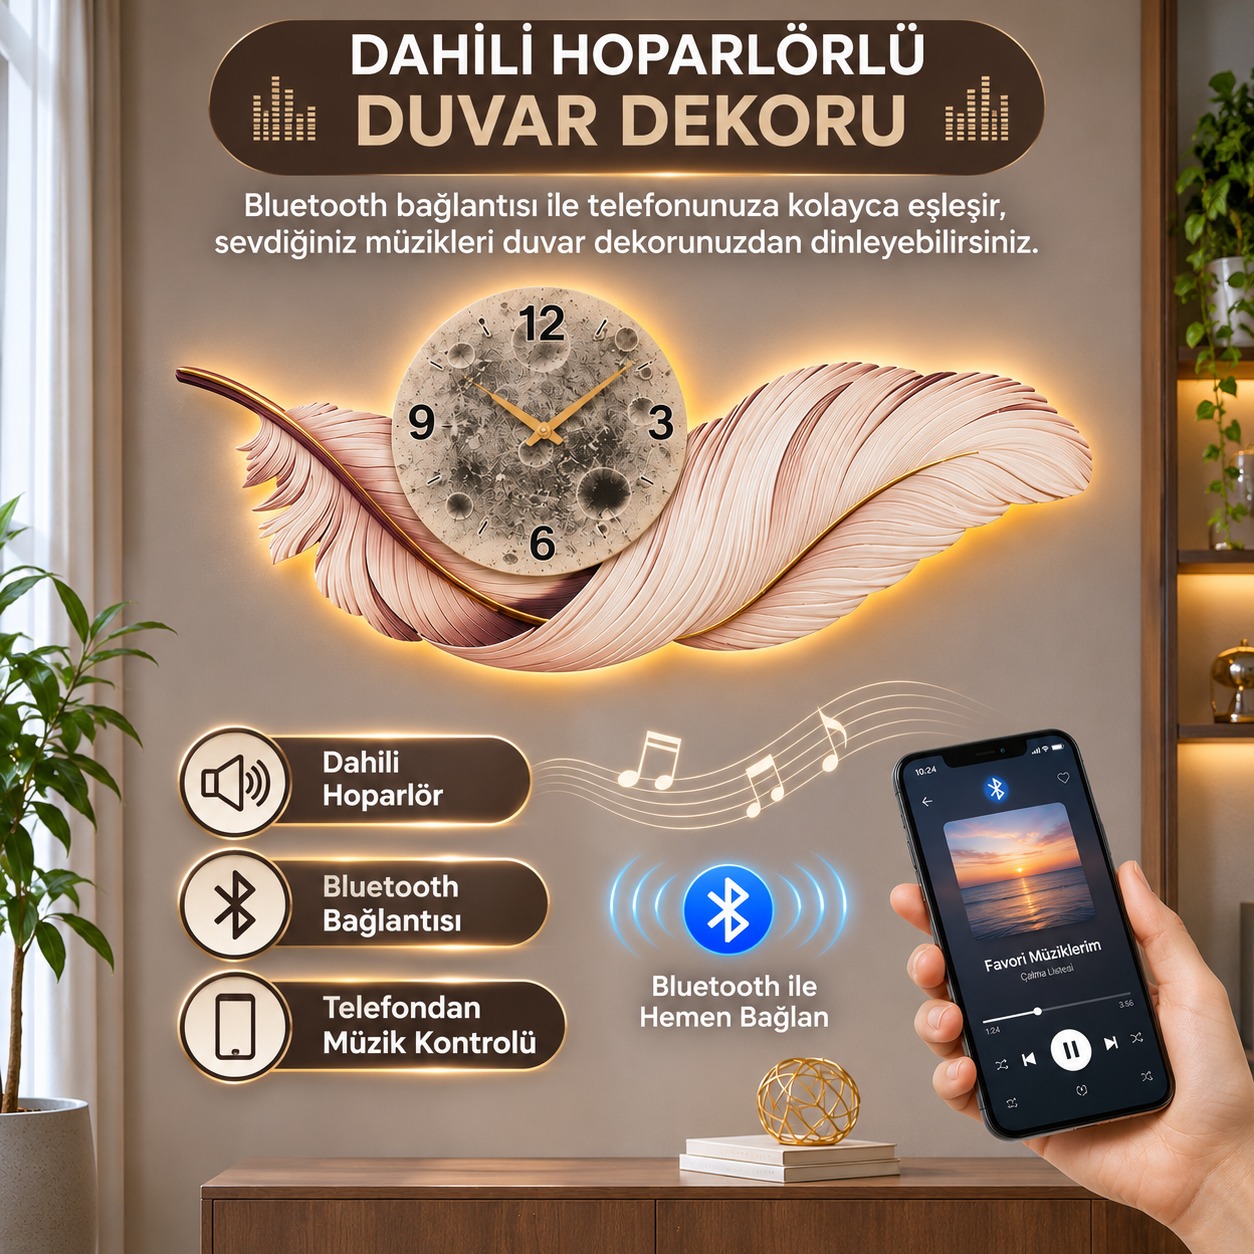 DAHİLİ HOPARLÖRLÜ
DUVAR DEKORU
Bluetooth bağlantısı ile telefonunuza kolayca eşleşir,
sevdiğiniz müzikleri duvar dekorunuzdan dinleyebilirsiniz.
12
9
3
6
Dahili
Hoparlör
Bluetooth
Bağlantısı
Telefondan
Müzik Kontrolü
Bluetooth ile
Hemen Bağlan
10.24
Favori Müziklerim
Çalma Listesi
1:24
3:56